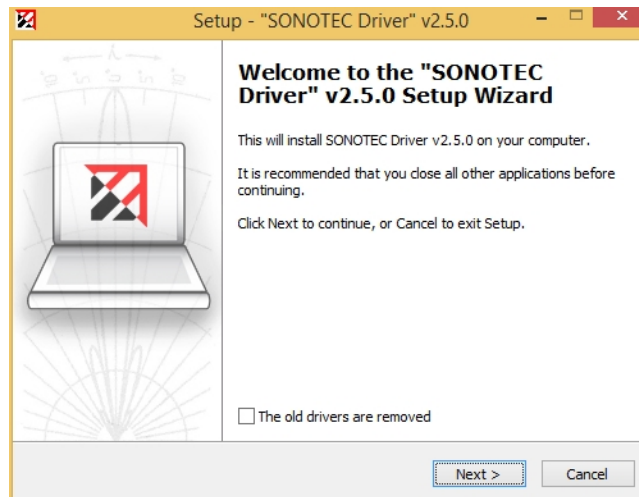 Setup - "SONOTEC Driver" v2.5.0
Welcome to the "SONOTEC
Driver" v2.5.0 Setup Wizard
This will install SONOTEC Driver v2.5.0 on your computer.
It is recommended that you close all other applications before
continuing.
Click Next to continue, or Cancel to exit Setup.
The old drivers are removed
Next >
Cancel